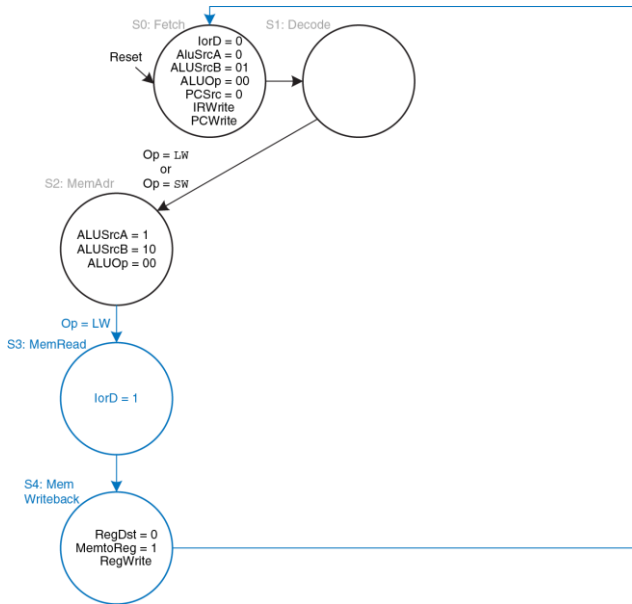 S0: Fetch
S1: Decode
Reset
IorD = 0
AluSrcA = 0
ALUSrcB = 01
ALUOp = 00
PCSrc = 0
IRWrite
PCWrite
Op = LW
or
Op = SW
S2: MemAdr
ALUSrcA = 1
ALUSrcB = 10
ALUOp = 00
Op = LW
S3: MemRead
IorD = 1
S4: Mem
Writeback
RegDst = 0
MemtoReg = 1
RegWrite